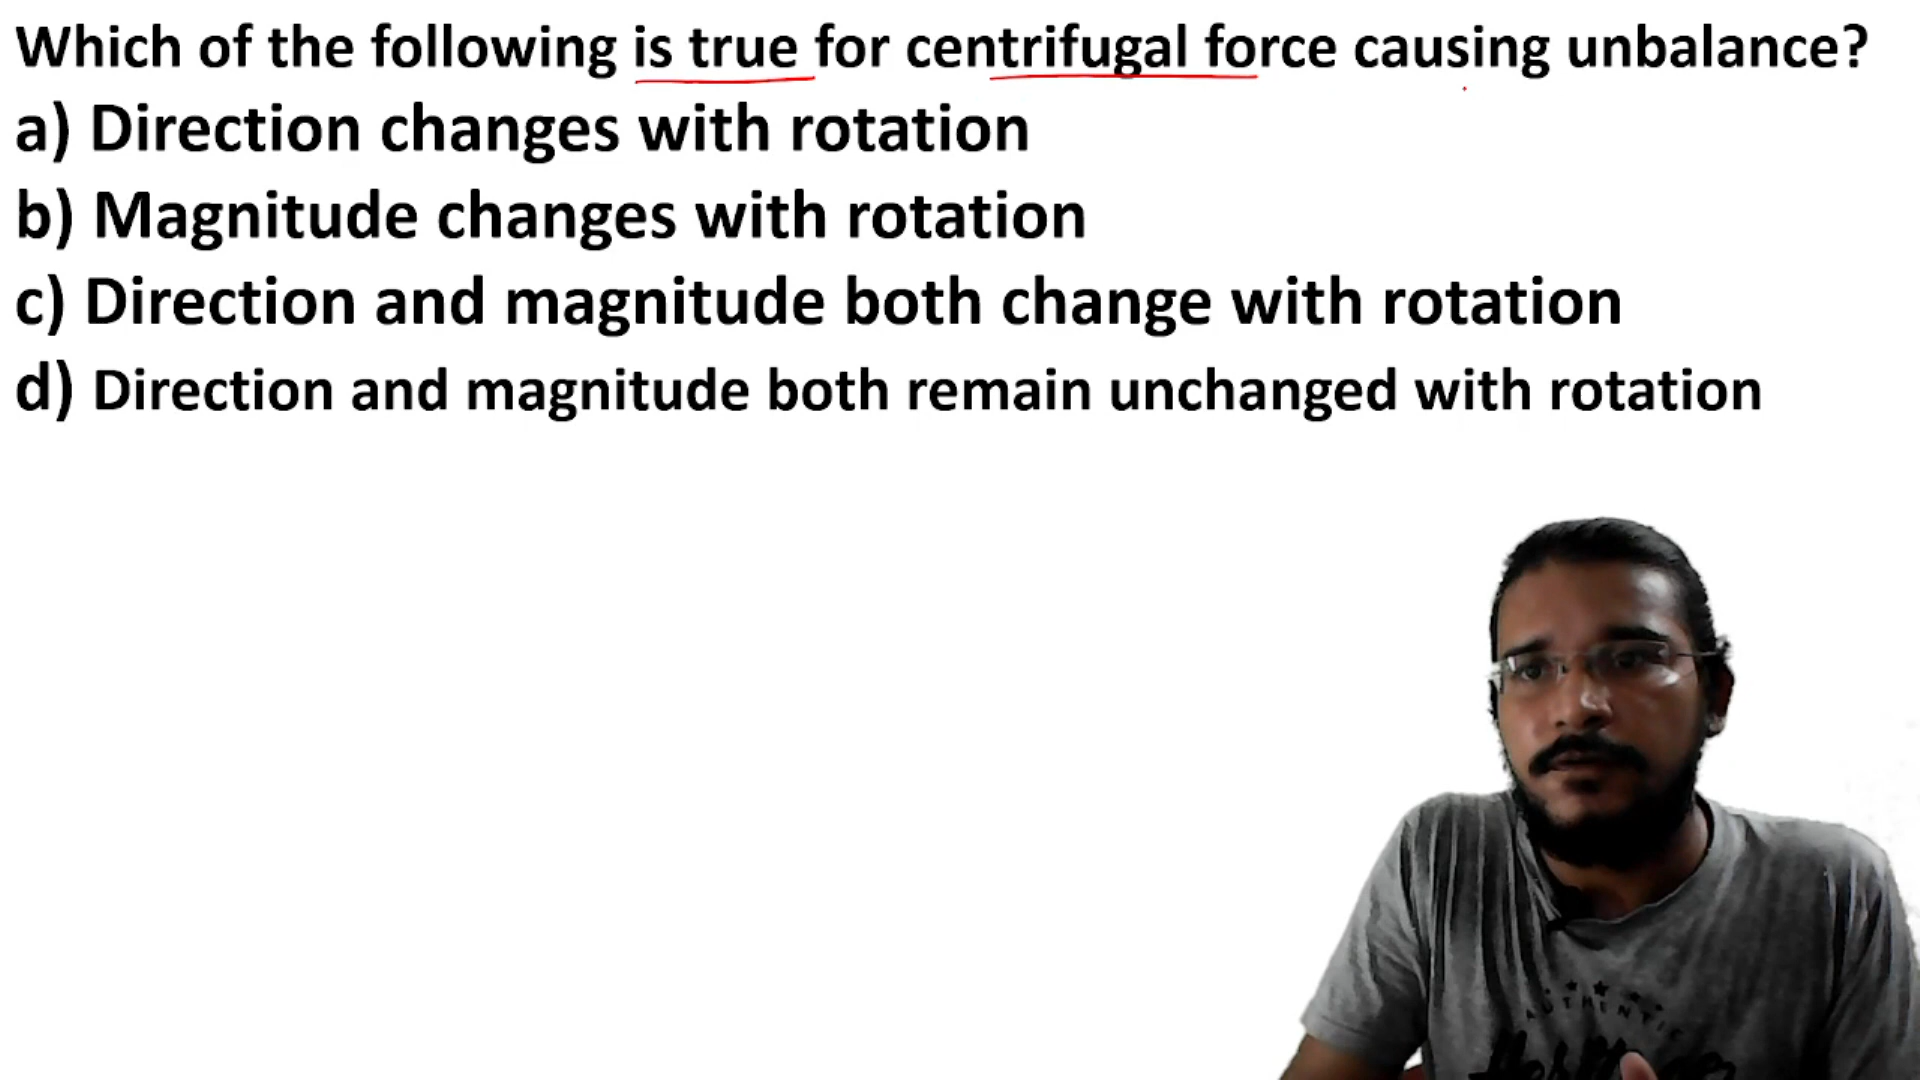 Which of the following is true for centrifugal force causing unbalance?
a) Direction changes with rotation
b) Magnitude changes with rotation
c) Direction and magnitude both change with rotation
d) Direction and magnitude both remain unchanged with rotation
AUTHENTIC